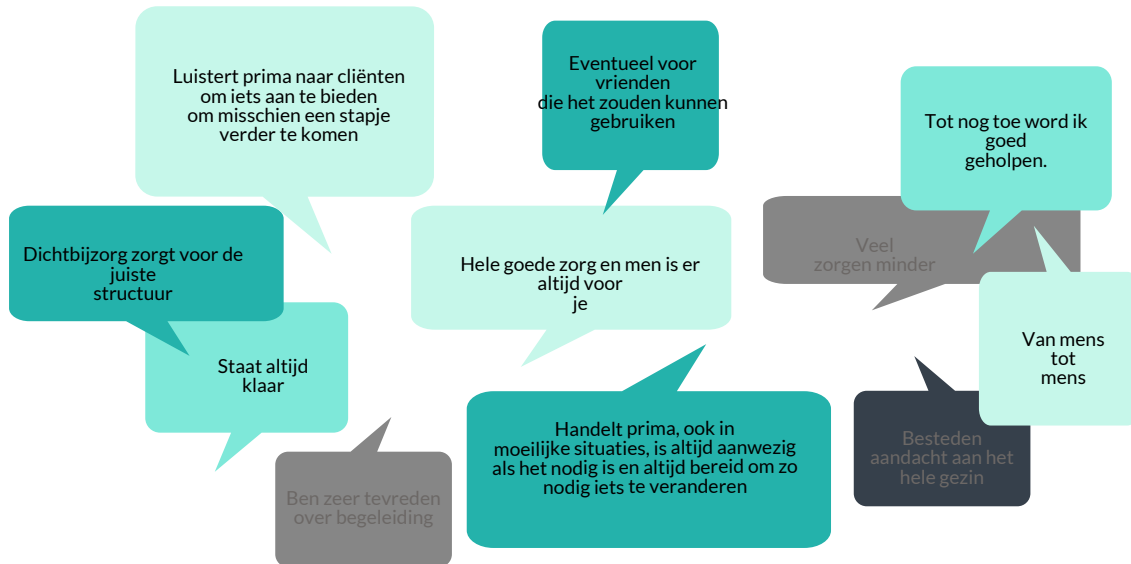 Luistert prima naar cliënten
om iets aan te bieden
om misschien een stapje
verder te komen
Eventueel voor
vrienden
die het zouden kunnen
gebruiken
Tot nog toe word ik
goed
geholpen.
Dichtbijzorg zorgt voor de
juiste
structuur
Hele goede zorg en men is er
altijd voor
je
Veel
zorgen minder
Staat altijd
klaar
Van mens
tot
mens
Handelt prima, ook in
moeilijke situaties, is altijd aanwezig
als het nodig is en altijd bereid om zo
nodig iets te veranderen
Besteden
aandacht aan het
hele gezin
Ben zeer tevreden
over begeleiding